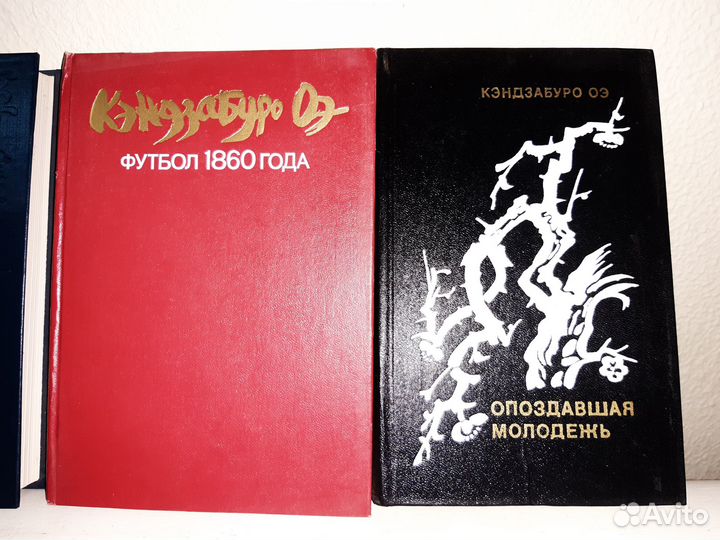 Кэндзабуро Оэ
ФУТБОЛ 1860 ГОДА
КЭНДЗАБУРО ОЭ
ОПОЗДАВШАЯ
МОЛОДЕЖЬ
Avito